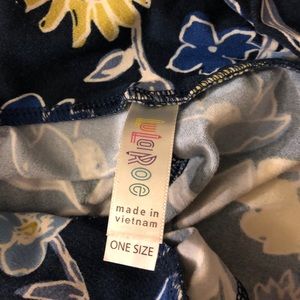 LuLaRoe
made in
vietnam
ONE SIZE